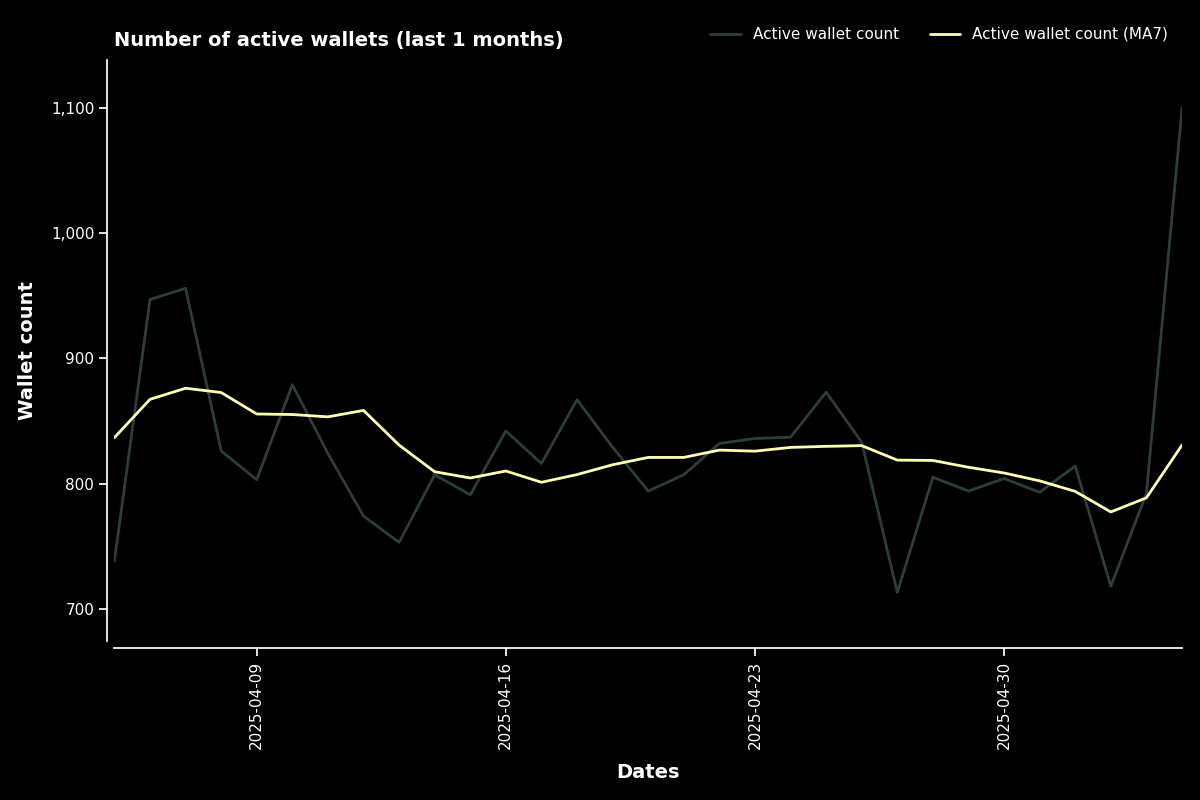 Number of active wallets (last 1 months)
Active wallet count
Active wallet count (MA7)
Wallet count
1,100
1,000
900
800
700
2025-04-09
2025-04-16
2025-04-23
2025-04-30
Dates